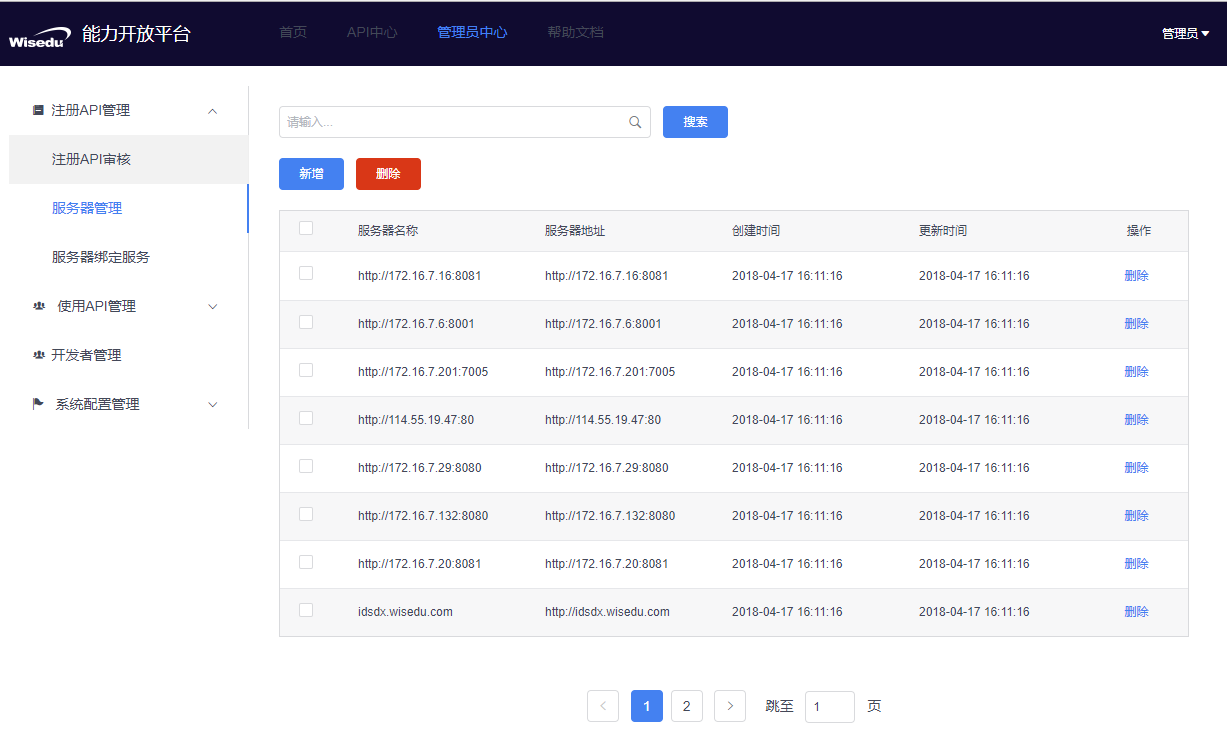 Wisedu 能力开放平台 首页 API中心 管理员中心 帮助文档 管理员
注册API管理
注册API审核
服务器管理
服务器绑定服务
使用API管理
开发者管理
系统配置管理
请输入... 搜索
新增 删除
服务器名称 服务器地址 创建时间 更新时间 操作
http://172.16.7.16:8081 http://172.16.7.16:8081 2018-04-17 16:11:16 2018-04-17 16:11:16 删除
http://172.16.7.6:8001 http://172.16.7.6:8001 2018-04-17 16:11:16 2018-04-17 16:11:16 删除
http://172.16.7.201:7005 http://172.16.7.201:7005 2018-04-17 16:11:16 2018-04-17 16:11:16 删除
http://114.55.19.47:80 http://114.55.19.47:80 2018-04-17 16:11:16 2018-04-17 16:11:16 删除
http://172.16.7.29:8080 http://172.16.7.29:8080 2018-04-17 16:11:16 2018-04-17 16:11:16 删除
http://172.16.7.132:8080 http://172.16.7.132:8080 2018-04-17 16:11:16 2018-04-17 16:11:16 删除
http://172.16.7.20:8081 http://172.16.7.20:8081 2018-04-17 16:11:16 2018-04-17 16:11:16 删除
idsdx.wisedu.com http://idsdx.wisedu.com 2018-04-17 16:11:16 2018-04-17 16:11:16 删除
1 2 跳至 1 页